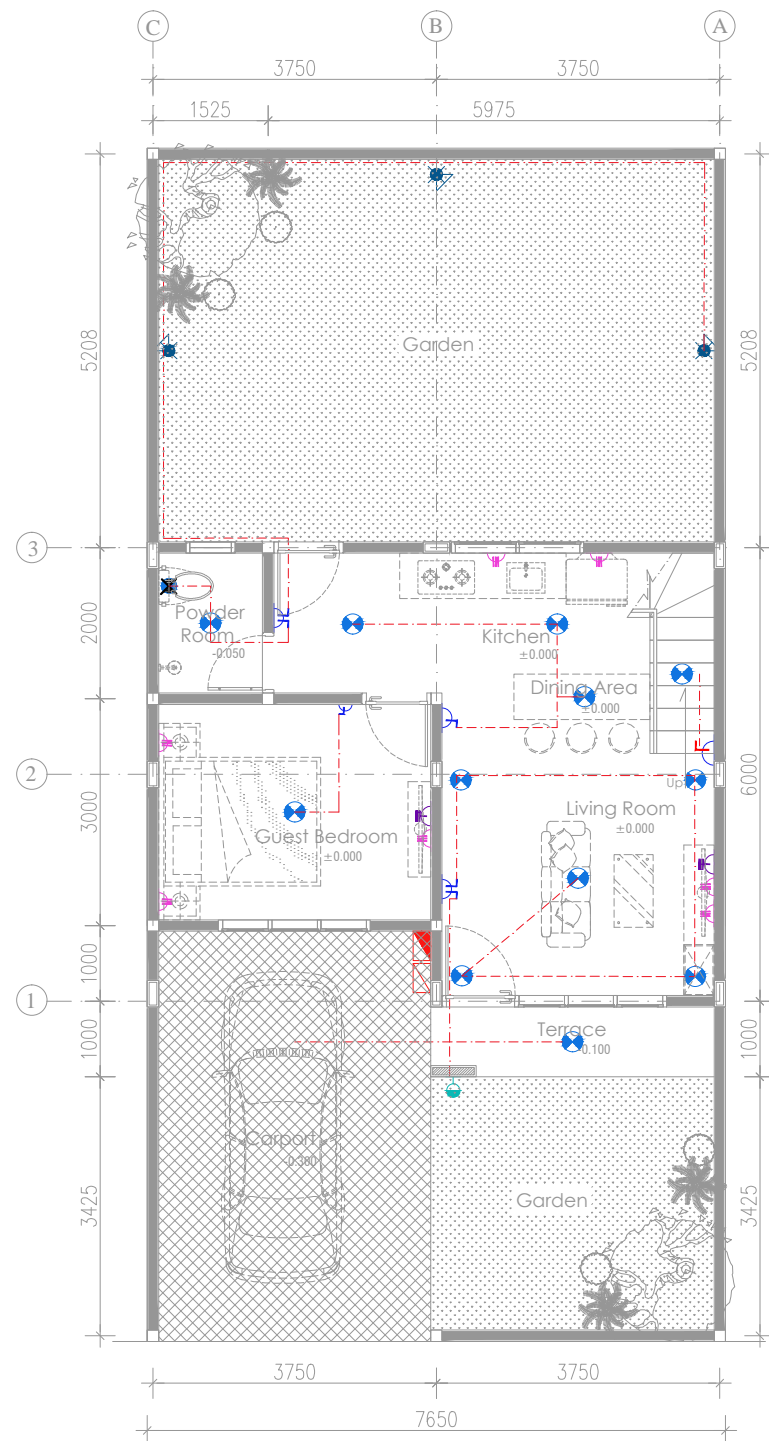 C
B
A
3750
3750
1525
5975
5208
Garden
5208
3
Powder
Room
-0.050
Kitchen
±0.000
2000
Dining Area
±0.000
2
Up
6000
3000
Living Room
±0.000
Guest Bedroom
±0.000
1000
1
1000
Terrace
-0.100
1000
Carport
-0.300
3425
Garden
3425
3750
3750
7650